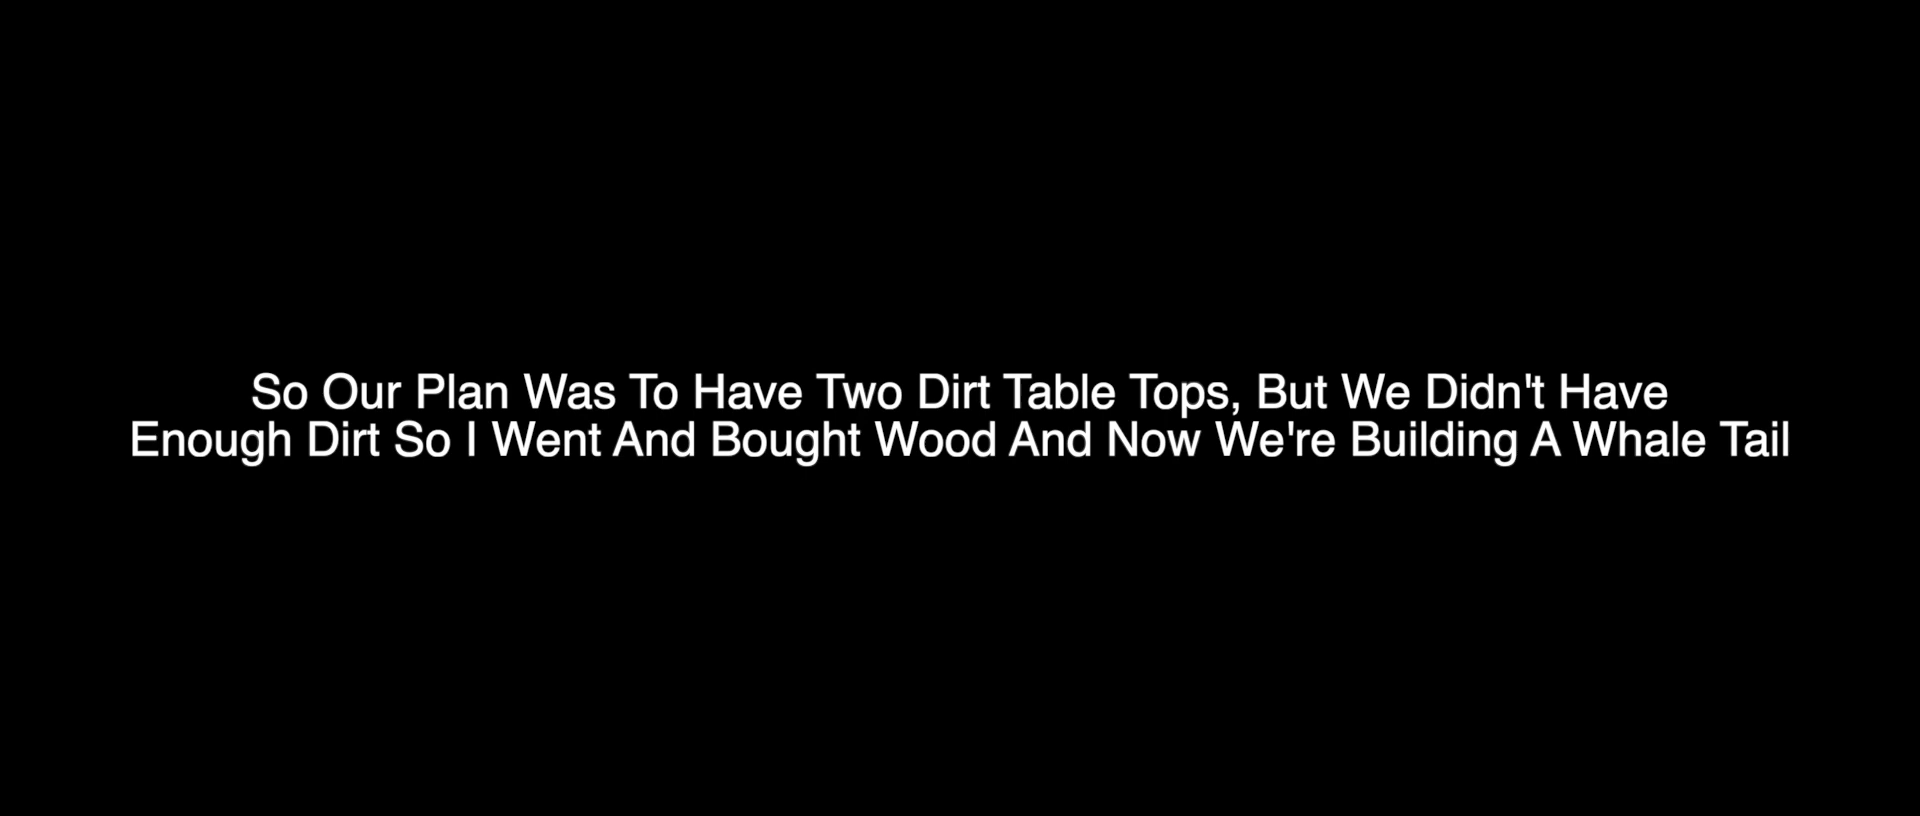 So Our Plan Was To Have Two Dirt Table Tops, But We Didn't Have
Enough Dirt So I Went And Bought Wood And Now We're Building A Whale Tail